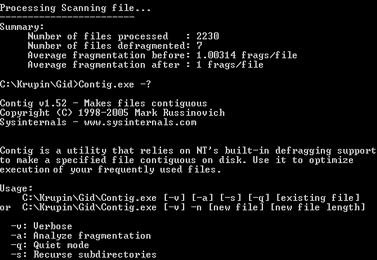 Processing Scanning file...
------------------------
Summary:
Number of files processed : 2230
Number of files defragmented: 7
Average fragmentation before: 1.00314 frags/file
Average fragmentation after : 1 frags/file
C:\Krupin\Gid>Contig.exe -?
Contig v1.52 - Makes files contiguous
Copyright (C) 1998-2005 Mark Russinovich
Sysinternals - www.sysinternals.com
Contig is a utility that relies on NT's built-in defragging support
to make a specified file contiguous on disk. Use it to optimize
execution of your frequently used files.
Usage:
C:\Krupin\Gid\Contig.exe [-v] [-a] [-s] [-q] [existing file]
or C:\Krupin\Gid\Contig.exe [-v] -n [new file] [new file length]
-v: Verbose
-a: Analyze fragmentation
-q: Quiet mode
-s: Recurse subdirectories